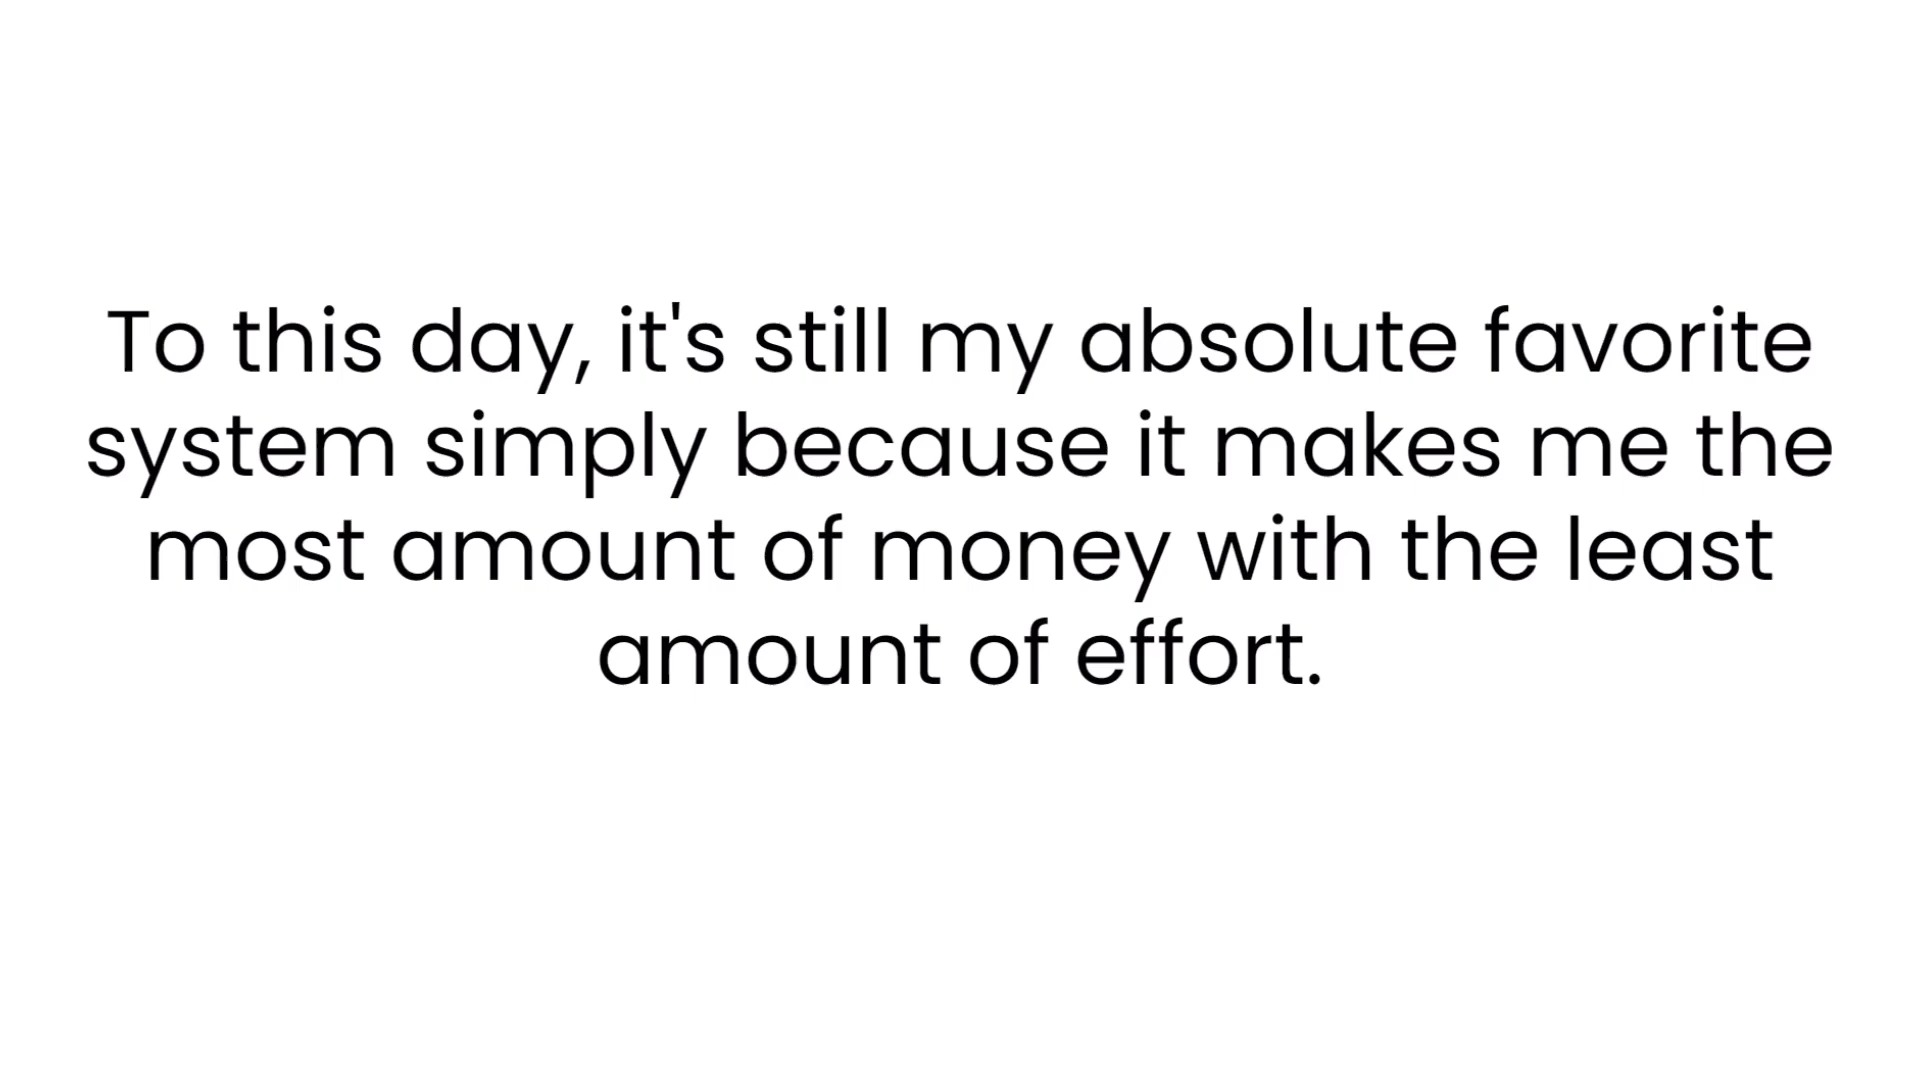 To this day, it's still my absolute favorite
system simply because it makes me the
most amount of money with the least
amount of effort.